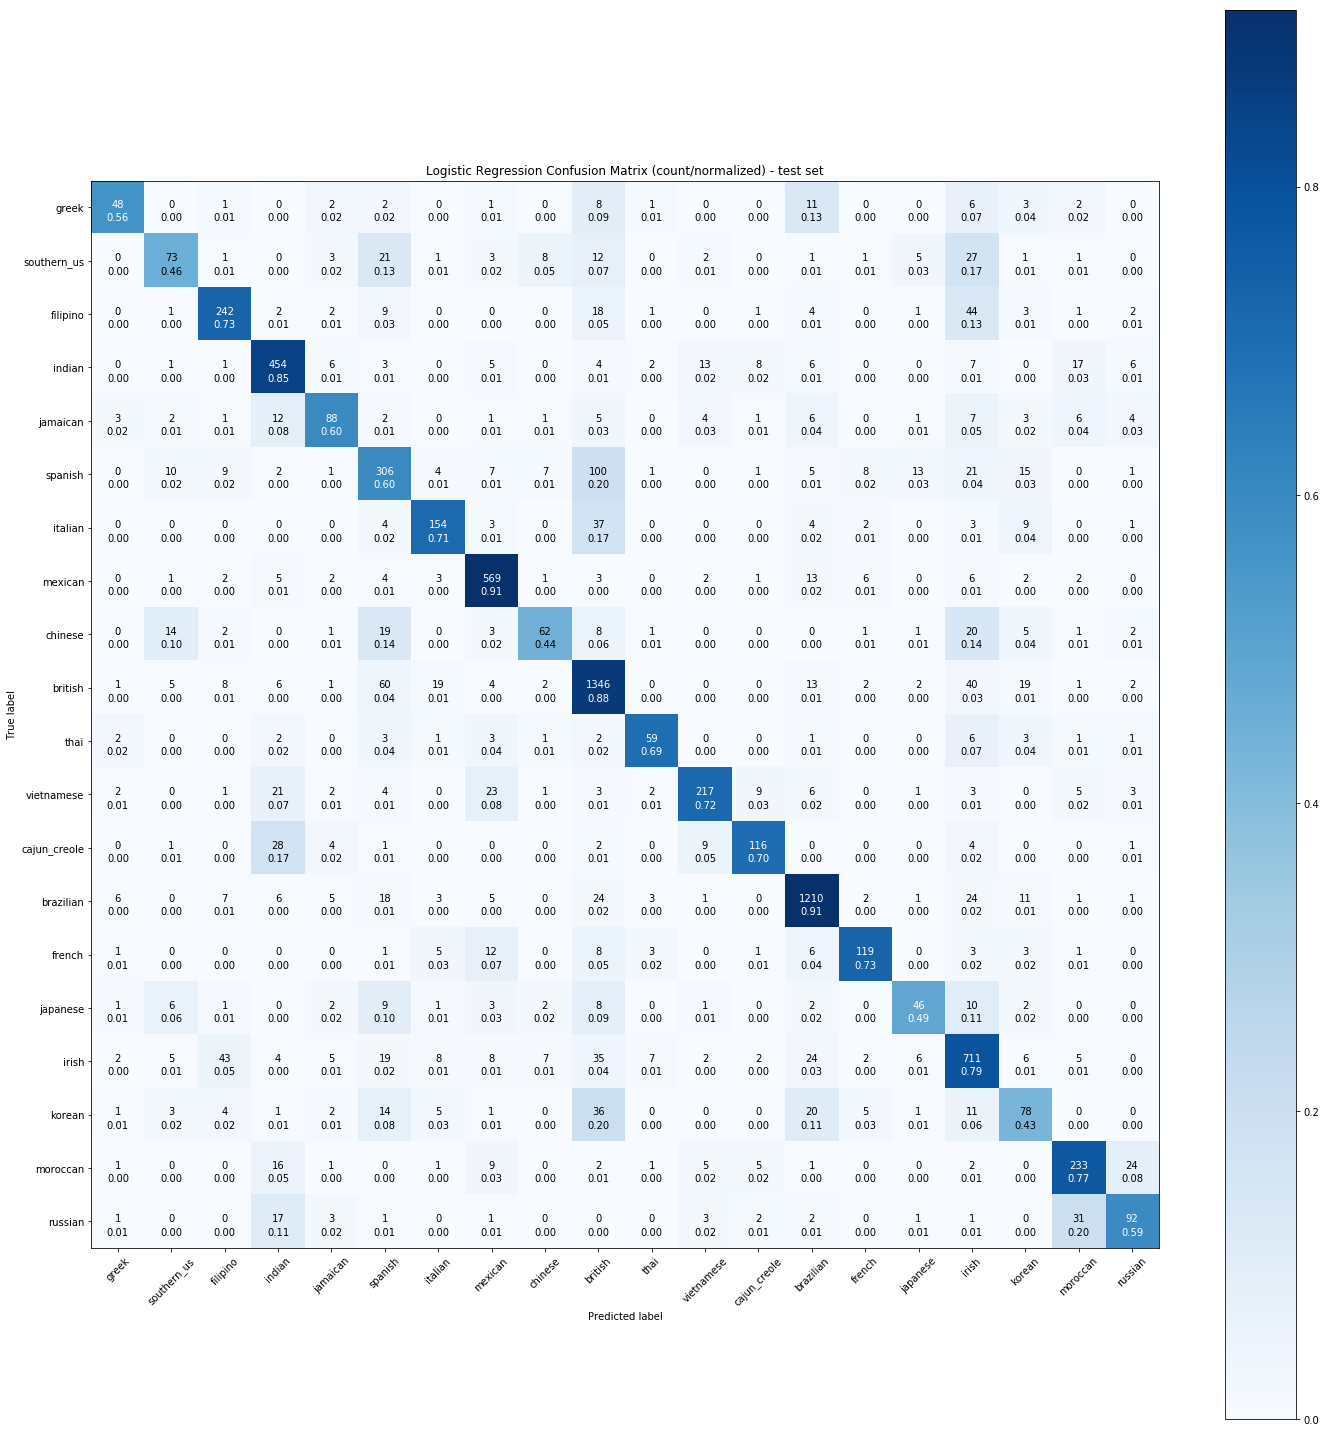 Logistic Regression Confusion Matrix (count/normalized) - test set
greek
48 0 1 0 2 2 0 1 0 8 1 0 0 11 0 0 6 3 2 0
0.56 0.00 0.01 0.00 0.02 0.02 0.00 0.01 0.00 0.09 0.01 0.00 0.00 0.13 0.00 0.00 0.07 0.04 0.02 0.00
southern_us
0 73 1 0 3 21 1 3 8 12 0 2 0 1 1 5 27 1 1 0
0.00 0.46 0.01 0.00 0.02 0.13 0.01 0.02 0.05 0.07 0.00 0.01 0.00 0.01 0.01 0.03 0.17 0.01 0.01 0.00
filipino
0 1 242 2 2 9 0 0 0 18 1 0 1 4 0 1 44 3 1 2
0.00 0.00 0.73 0.01 0.01 0.03 0.00 0.00 0.00 0.05 0.00 0.00 0.00 0.01 0.00 0.00 0.13 0.01 0.00 0.01
indian
0 1 1 454 6 3 0 5 0 4 2 13 8 6 0 0 7 0 17 6
0.00 0.00 0.00 0.85 0.01 0.01 0.00 0.01 0.00 0.01 0.00 0.02 0.02 0.01 0.00 0.00 0.01 0.00 0.03 0.01
jamaican
3 2 1 12 88 2 0 1 1 5 0 4 1 6 0 1 7 3 6 4
0.02 0.01 0.01 0.08 0.60 0.01 0.00 0.01 0.01 0.03 0.00 0.03 0.01 0.04 0.00 0.01 0.05 0.02 0.04 0.03
spanish
0 10 9 2 1 306 4 7 7 100 1 0 1 5 8 13 21 15 0 1
0.00 0.02 0.02 0.00 0.00 0.60 0.01 0.01 0.01 0.20 0.00 0.00 0.00 0.01 0.02 0.03 0.04 0.03 0.00 0.00
italian
0 0 0 0 0 4 154 3 0 37 0 0 0 4 2 0 3 9 0 1
0.00 0.00 0.00 0.00 0.00 0.02 0.71 0.01 0.00 0.17 0.00 0.00 0.00 0.02 0.01 0.00 0.01 0.04 0.00 0.00
mexican
0 1 2 5 2 4 3 569 1 3 0 2 1 13 6 0 6 2 2 0
0.00 0.00 0.00 0.01 0.00 0.01 0.00 0.91 0.00 0.00 0.00 0.00 0.00 0.02 0.01 0.00 0.01 0.00 0.00 0.00
chinese
0 14 2 0 1 19 0 3 62 8 1 0 0 0 1 1 20 5 1 2
0.00 0.10 0.01 0.00 0.01 0.14 0.00 0.02 0.44 0.06 0.01 0.00 0.00 0.00 0.01 0.01 0.14 0.04 0.01 0.01
british
1 5 8 6 1 60 19 4 2 1346 0 0 0 13 2 2 40 19 1 2
0.00 0.00 0.01 0.00 0.00 0.04 0.01 0.00 0.00 0.88 0.00 0.00 0.00 0.01 0.00 0.00 0.03 0.01 0.00 0.00
True label
thai
2 0 0 2 0 3 1 3 1 2 59 0 0 1 0 0 6 3 1 1
0.02 0.00 0.00 0.02 0.00 0.04 0.01 0.04 0.01 0.02 0.69 0.00 0.00 0.01 0.00 0.00 0.07 0.04 0.01 0.01
vietnamese
2 0 1 21 2 4 0 23 1 3 2 217 9 6 0 1 3 0 5 3
0.01 0.00 0.00 0.07 0.01 0.01 0.00 0.08 0.00 0.01 0.01 0.72 0.03 0.02 0.00 0.00 0.01 0.00 0.02 0.01
cajun_creole
0 1 0 28 4 1 0 0 0 2 0 9 116 0 0 0 4 0 0 1
0.00 0.01 0.00 0.17 0.02 0.01 0.00 0.00 0.00 0.01 0.00 0.05 0.70 0.00 0.00 0.00 0.02 0.00 0.00 0.01
brazilian
6 0 7 6 5 18 3 5 0 24 3 1 0 1210 2 1 24 11 1 1
0.00 0.00 0.01 0.00 0.00 0.01 0.00 0.00 0.00 0.02 0.00 0.00 0.00 0.91 0.00 0.00 0.02 0.01 0.00 0.00
french
1 0 0 0 0 1 5 12 0 8 3 0 1 6 119 0 3 3 1 0
0.01 0.00 0.00 0.00 0.00 0.01 0.03 0.07 0.00 0.05 0.02 0.00 0.01 0.04 0.73 0.00 0.02 0.02 0.01 0.00
japanese
1 6 1 0 2 9 1 3 2 8 0 1 0 2 0 46 10 2 0 0
0.01 0.06 0.01 0.00 0.02 0.10 0.01 0.03 0.02 0.09 0.00 0.01 0.00 0.02 0.00 0.49 0.11 0.02 0.00 0.00
irish
2 5 43 4 5 19 8 8 7 35 7 2 2 24 2 6 711 6 5 0
0.00 0.01 0.05 0.00 0.01 0.02 0.01 0.01 0.01 0.04 0.01 0.00 0.00 0.03 0.00 0.01 0.79 0.01 0.01 0.00
korean
1 3 4 1 2 14 5 1 0 36 0 0 0 20 5 1 11 78 0 0
0.01 0.02 0.02 0.01 0.01 0.08 0.03 0.01 0.00 0.20 0.00 0.00 0.00 0.11 0.03 0.01 0.06 0.43 0.00 0.00
moroccan
1 0 0 16 1 0 1 9 0 2 1 5 5 1 0 0 2 0 233 24
0.00 0.00 0.00 0.05 0.00 0.00 0.00 0.03 0.00 0.01 0.00 0.02 0.02 0.00 0.00 0.00 0.01 0.00 0.77 0.08
russian
1 0 0 17 3 1 0 1 0 0 0 3 2 2 0 1 1 0 31 92
0.01 0.00 0.00 0.11 0.02 0.01 0.00 0.01 0.00 0.00 0.00 0.02 0.01 0.01 0.00 0.01 0.01 0.00 0.20 0.59
greek southern_us filipino indian jamaican spanish italian mexican chinese british thai vietnamese cajun_creole brazilian french japanese irish korean moroccan russian
Predicted label
0.8
0.6
0.4
0.2
0.0